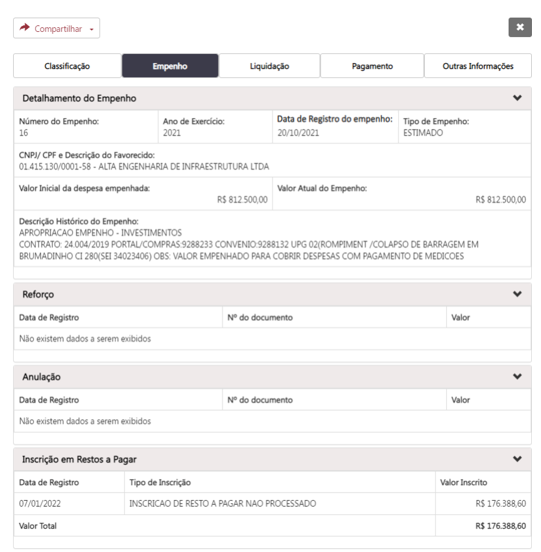 Compartilhar
Classificação Empenho Liquidação Pagamento Outras Informações
Detalhamento do Empenho
Número do Empenho: Ano de Exercício: Data de Registro do empenho: Tipo de Empenho:
16 2021 20/10/2021 ESTIMADO
CNPJ/ CPF e Descrição do Favorecido:
01.415.130/0001-58 - ALTA ENGENHARIA DE INFRAESTRUTURA LTDA
Valor Inicial da despesa empenhada: Valor Atual do Empenho:
R$ 812.500,00 R$ 812.500,00
Descrição Histórico do Empenho:
APROPRIACAO EMPENHO - INVESTIMENTOS
CONTRATO: 24.004/2019 PORTAL/COMPRAS:9288233 CONVENIO:9288132 UPG 02(ROMPIMENT /COLAPSO DE BARRAGEM EM
BRUMADINHO CI 280(SEI 34023406) OBS: VALOR EMPENHADO PARA COBRIR DESPESAS COM PAGAMENTO DE MEDICOES
Reforço
Data de Registro Nº do documento Valor
Não existem dados a serem exibidos
Anulação
Data de Registro Nº do documento Valor
Não existem dados a serem exibidos
Inscrição em Restos a Pagar
Data de Registro Tipo de Inscrição Valor Inscrito
07/01/2022 INSCRICAO DE RESTO A PAGAR NAO PROCESSADO R$ 176.388,60
Valor Total R$ 176.388,60